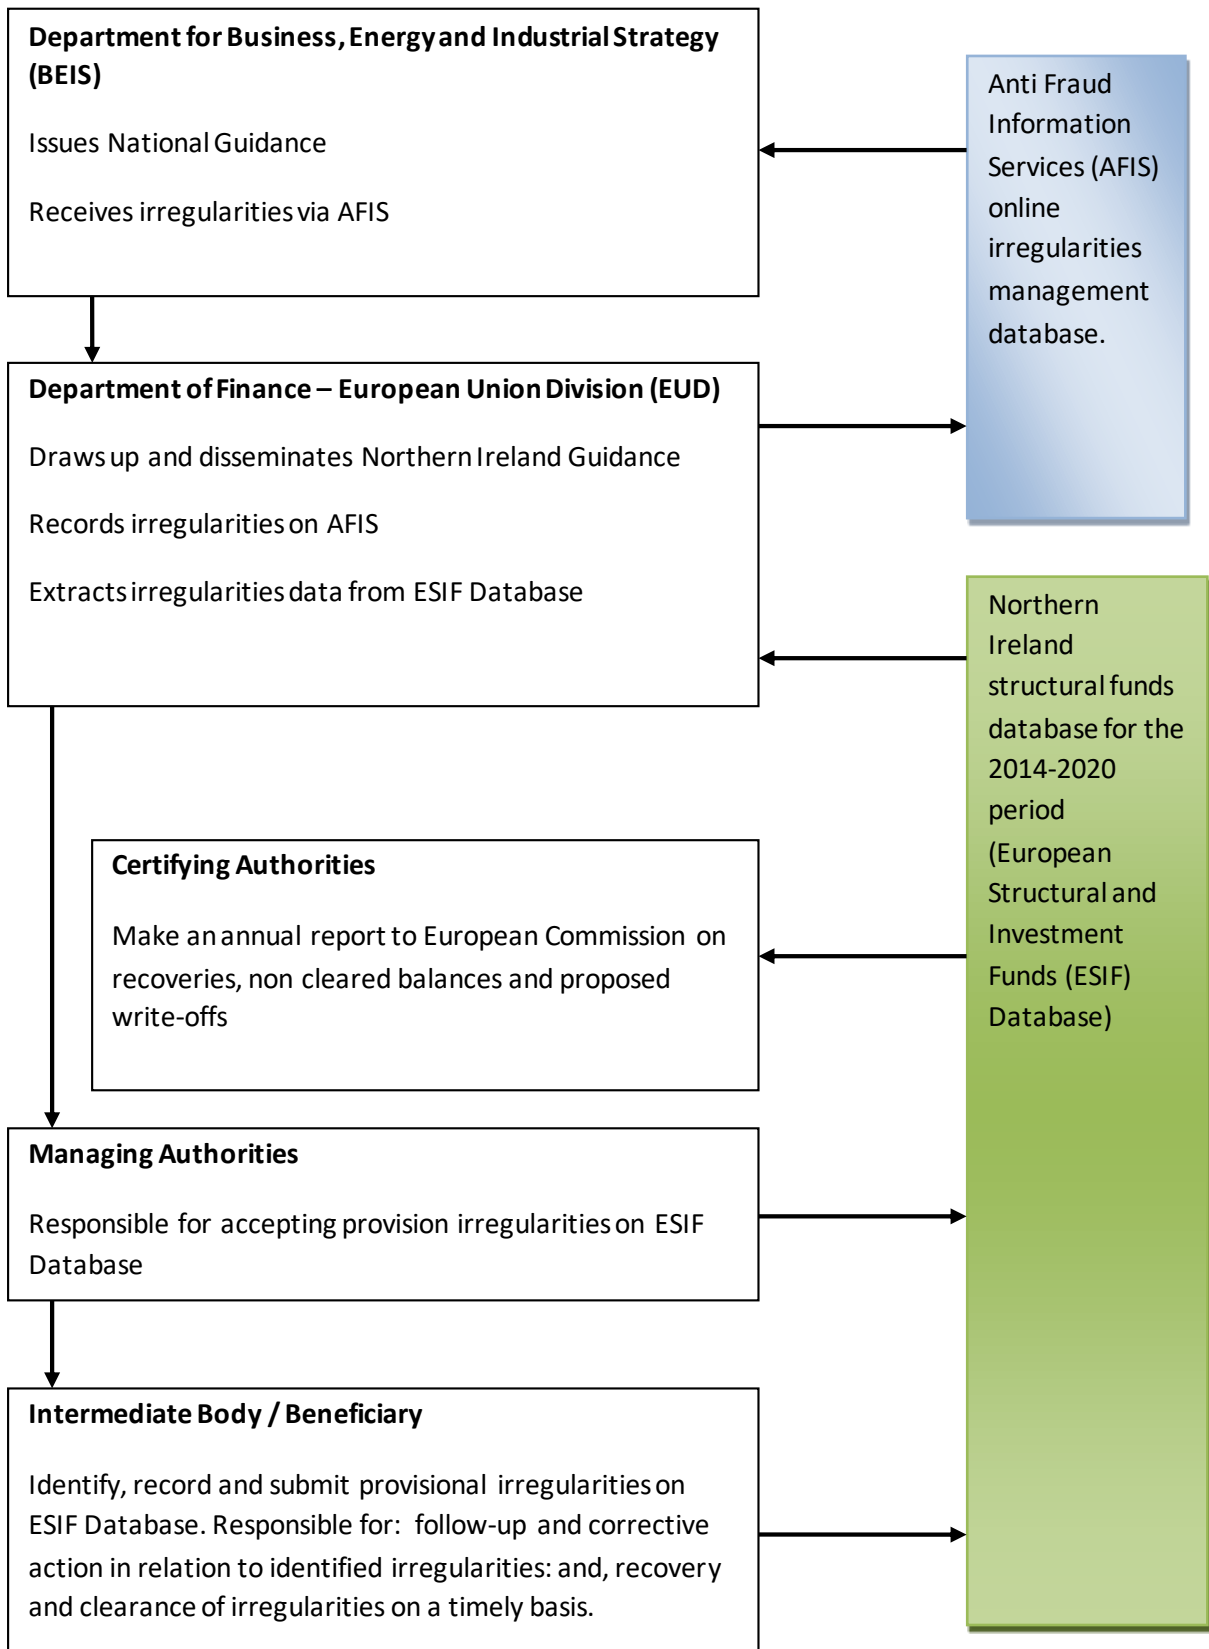 Department for Business, Energy and Industrial Strategy
(BEIS)
Issues National Guidance
Receives irregularities via AFIS
Anti Fraud
Information
Services (AFIS)
online
irregularities
management
database.
Department of Finance – European Union Division (EUD)
Draws up and disseminates Northern Ireland Guidance
Records irregularities on AFIS
Extracts irregularities data from ESIF Database
Northern
Ireland
structural funds
database for the
2014-2020
period
(European
Structural and
Investment
Funds (ESIF)
Database)
Certifying Authorities
Make an annual report to European Commission on
recoveries, non cleared balances and proposed
write-offs
Managing Authorities
Responsible for accepting provision irregularities on ESIF
Database
Intermediate Body / Beneficiary
Identify, record and submit provisional irregularities on
ESIF Database. Responsible for: follow-up and corrective
action in relation to identified irregularities: and, recovery
and clearance of irregularities on a timely basis.